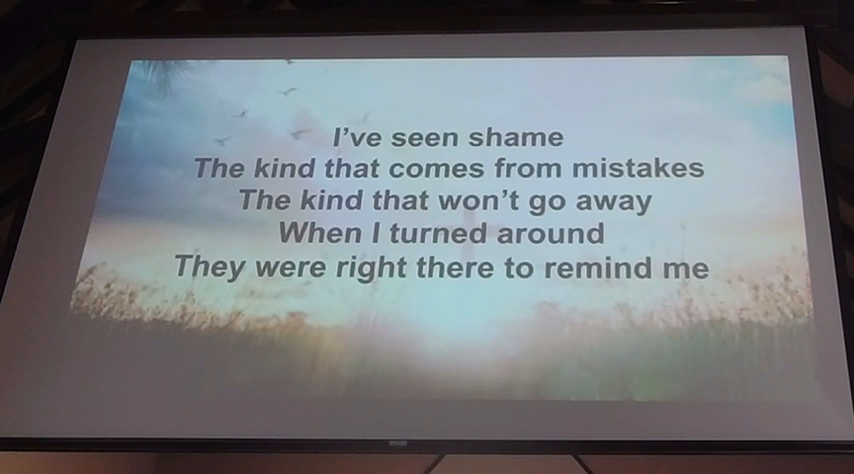 I've seen shame
The kind that comes from mistakes
The kind that won't go away
When I turned around
They were right there to remind me